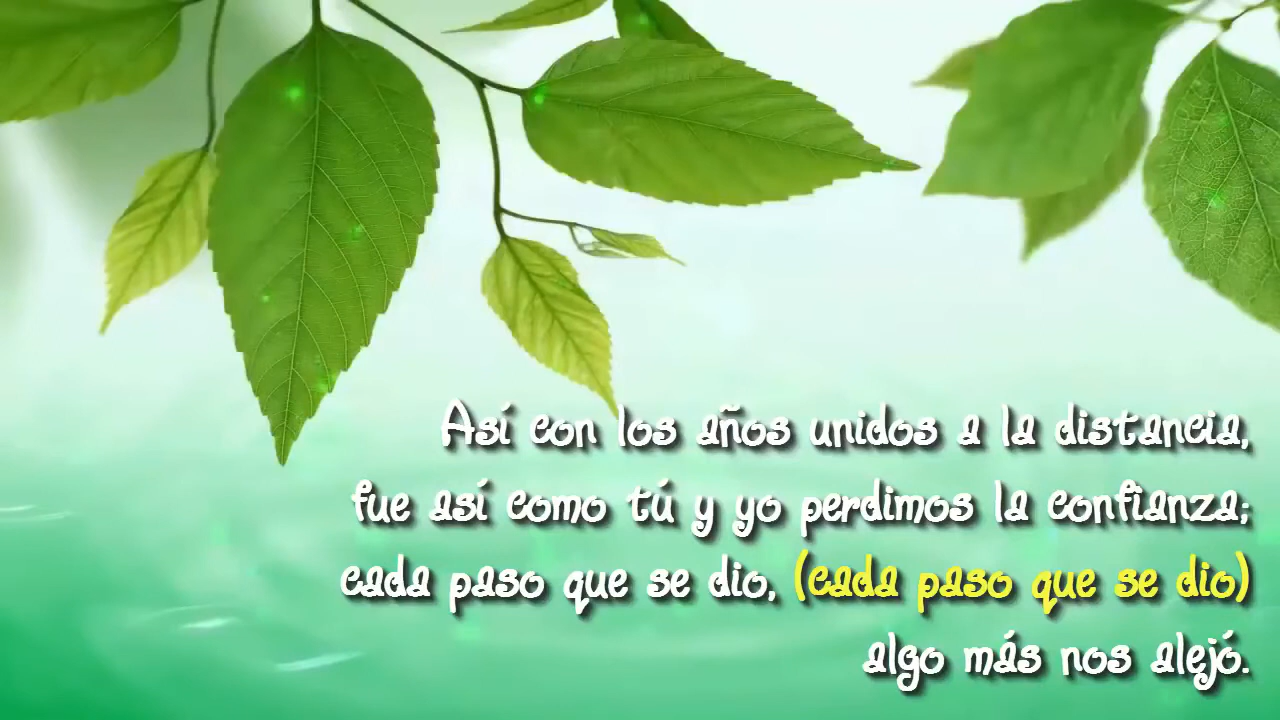 Así con los años unidos a la distancia,
fue así como tú y yo perdimos la confianza;
cada paso que se dio, (cada paso que se dio)
algo más nos alejó.